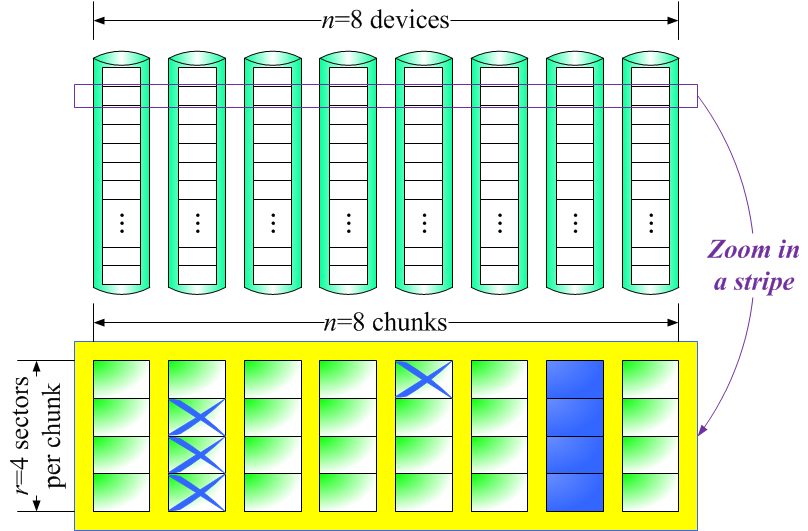 n=8 devices
Zoom in
a stripe
n=8 chunks
r=4 sectors
per chunk